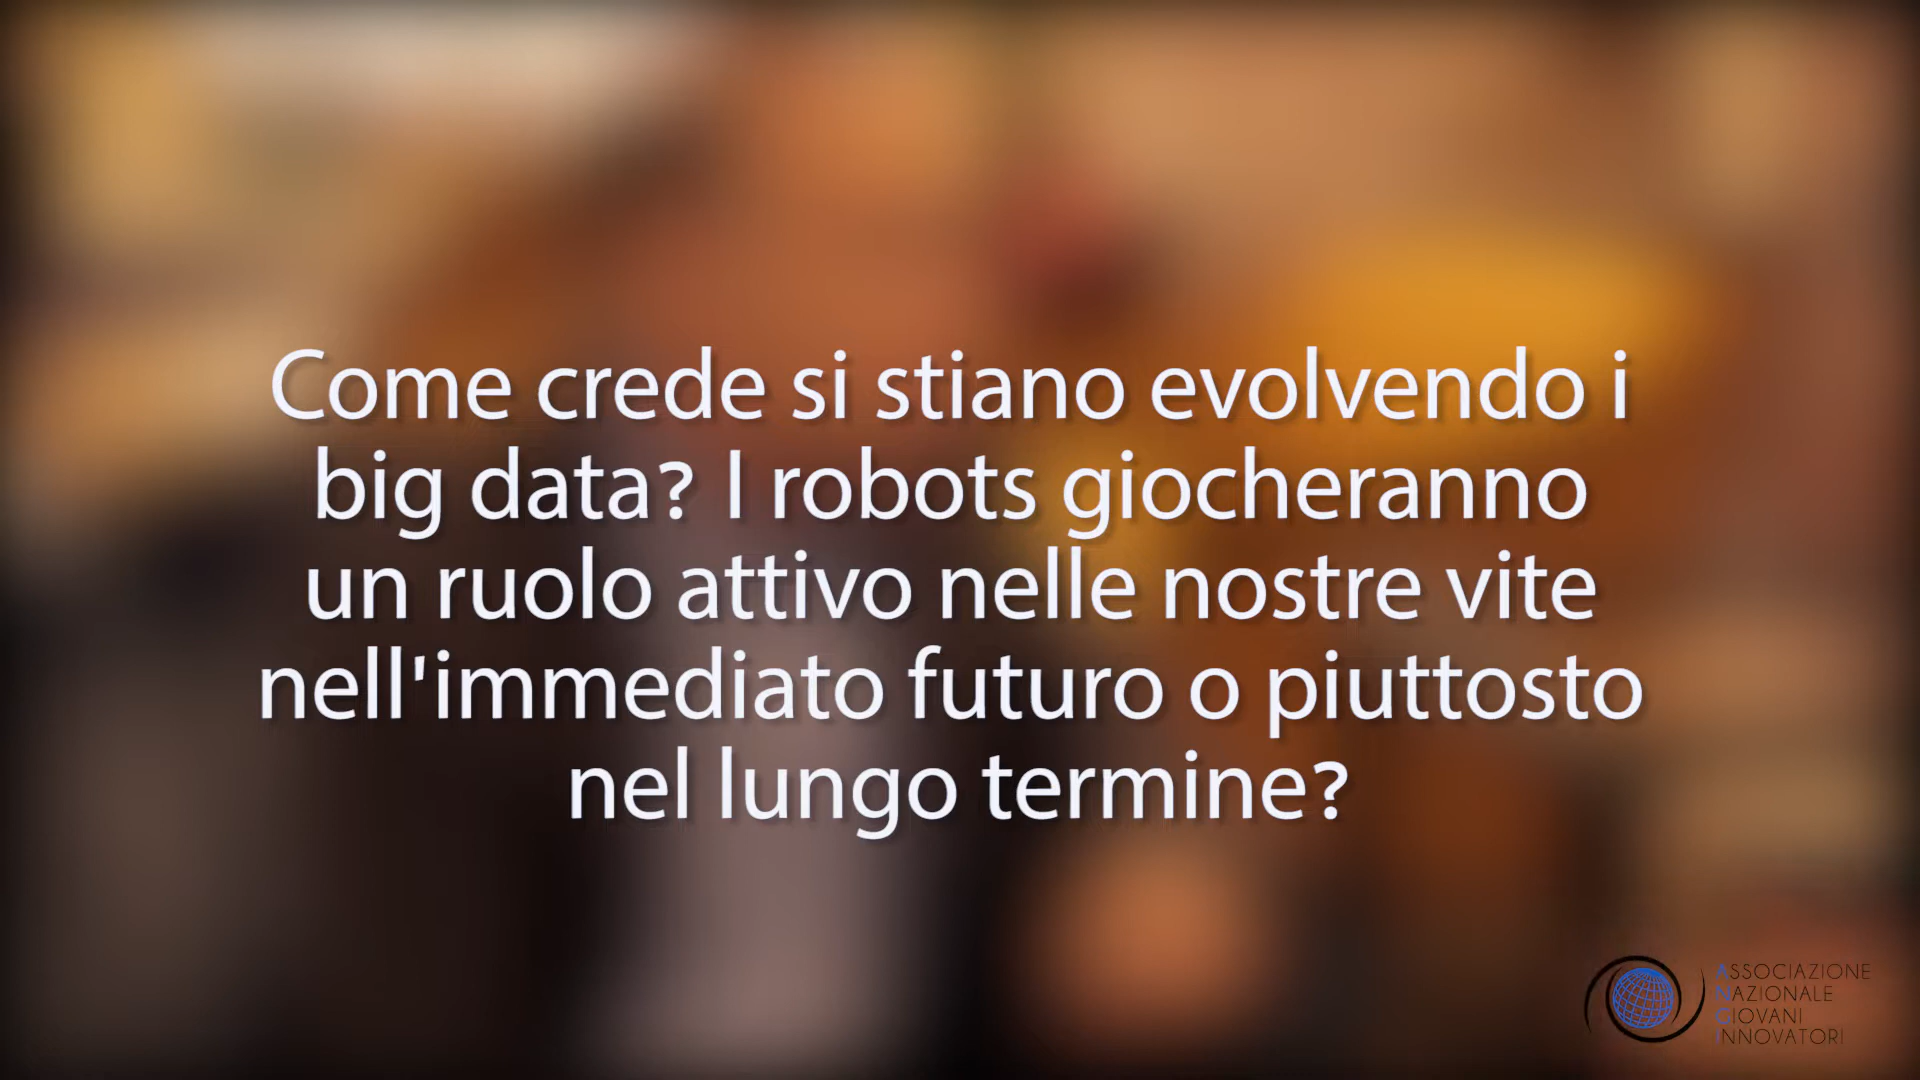 Come crede si stiano evolvendo i
big data? I robots giocheranno
un ruolo attivo nelle nostre vite
nell'immediato futuro o piuttosto
nel lungo termine?
ASSOCIAZIONE
NAZIONALE
GIOVANI
INNOVATORI